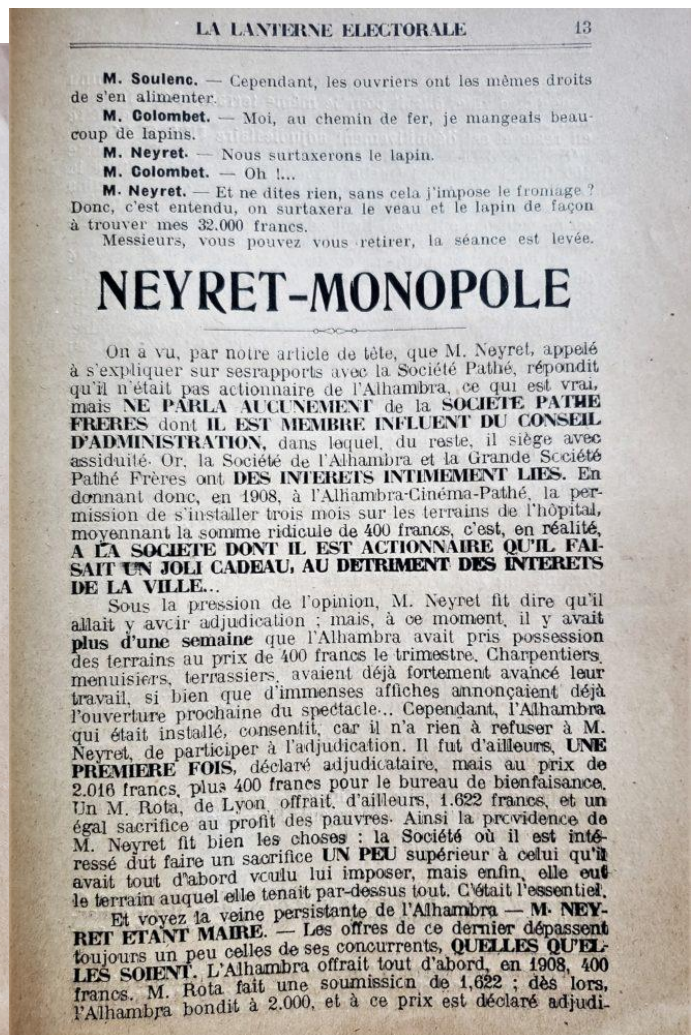 LA LANTERNE ELECTORALE 13
M. Soulenc. — Cependant, les ouvriers ont les mêmes droits
de s'en alimenter.
M. Colombet. — Moi, au chemin de fer, je mangeais beau-
coup de lapins.
M. Neyret. — Nous surtaxerons le lapin.
M. Colombet. — Oh !...
M. Neyret. — Et ne dites rien, sans cela j'impose le fromage ?
Donc, c'est entendu, on surtaxera le veau et le lapin de façon
à trouver mes 32.000 francs.
Messieurs, vous pouvez vous retirer, la séance est levée.
NEYRET-MONOPOLE
On a vu, par notre article de tête, que M. Neyret, appelé
à s'expliquer sur sesrapports avec la Société Pathé, répondit
qu'il n'était pas actionnaire de l'Alhambra, ce qui est vrai,
mais NE PARLA AUCUNEMENT de la SOCIETE PATHE
FRERES dont IL EST MEMBRE INFLUENT DU CONSEIL
D'ADMINISTRATION, dans lequel, du reste, il siège avec
assiduité. Or, la Société de l'Alhambra et la Grande Société
Pathé Frères ont DES INTERETS INTIMEMENT LIES. En
donnant donc, en 1908, à l'Alhambra-Cinéma-Pathé, la per-
mission de s'installer trois mois sur les terrains de l'hôpital,
moyennant la somme ridicule de 400 francs, c'est, en réalité,
A LA SOCIETE DONT IL EST ACTIONNAIRE QU'IL FAI-
SAIT UN JOLI CADEAU, AU DETRIMENT DES INTERETS
DE LA VILLE...
Sous la pression de l'opinion, M. Neyret fit dire qu'il
allait y avoir adjudication ; mais, à ce moment, il y avait
plus d'une semaine que l'Alhambra avait pris possession
des terrains au prix de 400 francs le trimestre. Charpentiers,
menuisiers, terrassiers, avaient déjà fortement avancé leur
travail, si bien que d'immenses affiches annonçaient déjà
l'ouverture prochaine du spectacle... Cependant, l'Alhambra
qui était installé, consentit, car il n'a rien à refuser à M.
Neyret, de participer à l'adjudication. Il fut d'ailleurs, UNE
PREMIERE FOIS, déclaré adjudicataire, mais au prix de
2.016 francs, plus 400 francs pour le bureau de bienfaisance.
Un M. Rota, de Lyon, offrait, d'ailleurs, 1.622 francs, et un
égal sacrifice au profit des pauvres. Ainsi la providence de
M. Neyret fit bien les choses : la Société où il est inté-
ressé dut faire un sacrifice UN PEU supérieur à celui qu'il
avait tout d'abord voulu lui imposer, mais enfin, elle eut
le terrain auquel elle tenait par-dessus tout. C'était l'essentiel.
Et voyez la veine persistante de l'Alhambra — M. NEY-
RET ETANT MAIRE. — Les offres de ce dernier dépassent
toujours un peu celles de ses concurrents, QUELLES QU'EL-
LES SOIENT. L'Alhambra offrait tout d'abord, en 1908, 400
francs. M. Rota fait une soumission de 1,622 ; dès lors,
l'Alhambra bondit à 2.000, et à ce prix est déclaré adjudi-